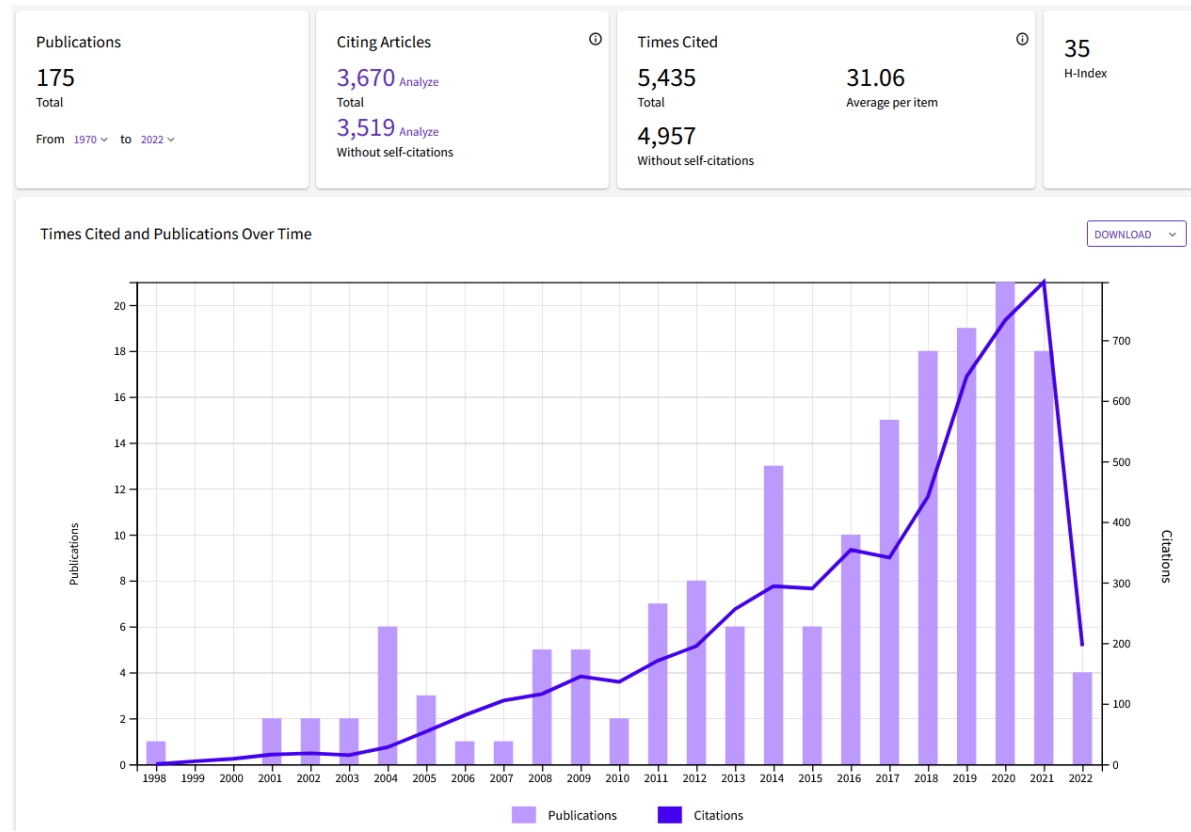 Publications
175
Total
From 1970 to 2022
Citing Articles
3,670 Analyze
Total
3,519 Analyze
Without self-citations
Times Cited
5,435
Total
4,957
Without self-citations
31.06
Average per item
35
H-Index
Times Cited and Publications Over Time
DOWNLOAD
Publications
20
18
16
14
12
10
8
6
4
2
0
700
600
500
400
300
200
100
0
Citations
1998 1999 2000 2001 2002 2003 2004 2005 2006 2007 2008 2009 2010 2011 2012 2013 2014 2015 2016 2017 2018 2019 2020 2021 2022
Publications Citations